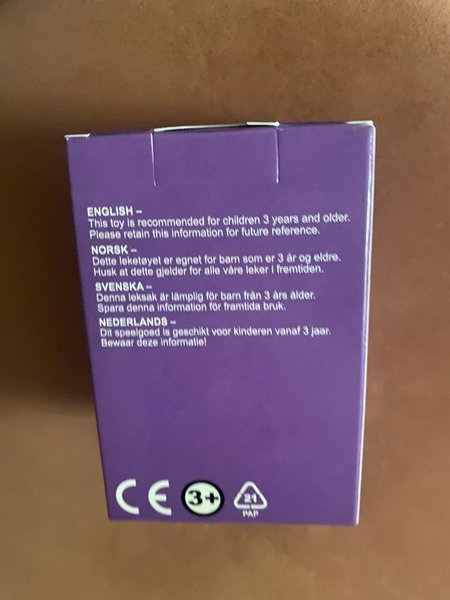 ENGLISH –
This toy is recommended for children 3 years and older.
Please retain this information for future reference.
NORSK –
Dette leketøyet er egnet for barn som er 3 år og eldre.
Husk at dette gjelder for alle våre leker i fremtiden.
SVENSKA –
Denna leksak är lämplig för barn från 3 års ålder.
Spara denna information för framtida bruk.
NEDERLANDS –
Dit speelgoed is geschikt voor kinderen vanaf 3 jaar.
Bewaar deze informatie!
CE 3+ 21
PAP